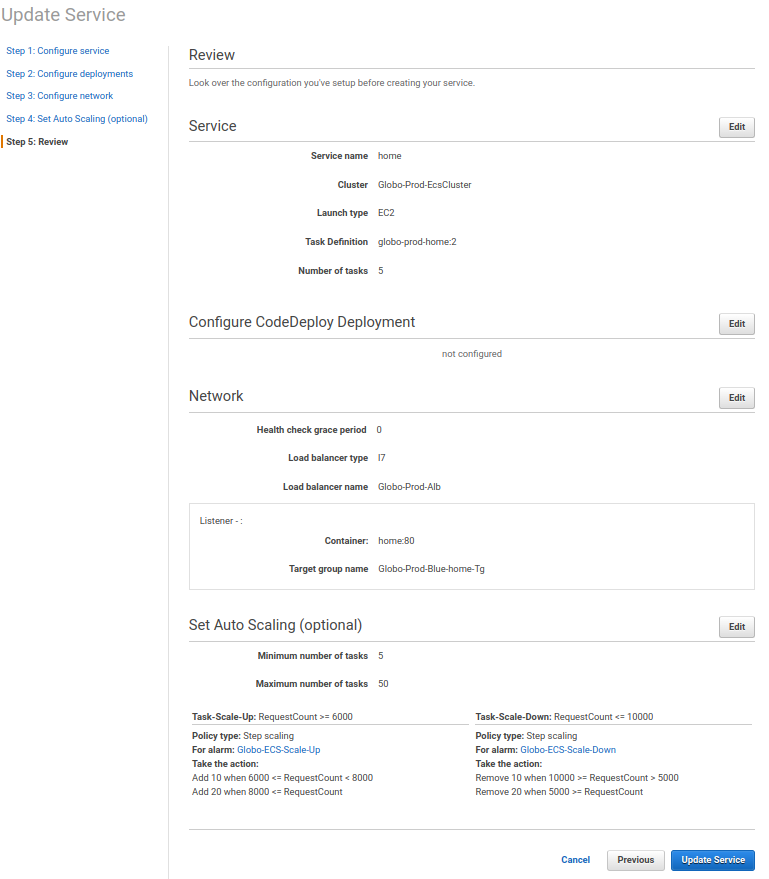 Update Service
Step 1: Configure service
Step 2: Configure deployments
Step 3: Configure network
Step 4: Set Auto Scaling (optional)
Step 5: Review
Review
Look over the configuration you've setup before creating your service.
Service
Edit
Service name home
Cluster Globo-Prod-EcsCluster
Launch type EC2
Task Definition globo-prod-home:2
Number of tasks 5
Configure CodeDeploy Deployment
Edit
not configured
Network
Edit
Health check grace period 0
Load balancer type l7
Load balancer name Globo-Prod-Alb
Listener - :
Container: home:80
Target group name Globo-Prod-Blue-home-Tg
Set Auto Scaling (optional)
Edit
Minimum number of tasks 5
Maximum number of tasks 50
Task-Scale-Up: RequestCount >= 6000
Policy type: Step scaling
For alarm: Globo-ECS-Scale-Up
Take the action:
Add 10 when 6000 <= RequestCount < 8000
Add 20 when 8000 <= RequestCount
Task-Scale-Down: RequestCount <= 10000
Policy type: Step scaling
For alarm: Globo-ECS-Scale-Down
Take the action:
Remove 10 when 10000 >= RequestCount > 5000
Remove 20 when 5000 >= RequestCount
Cancel
Previous
Update Service